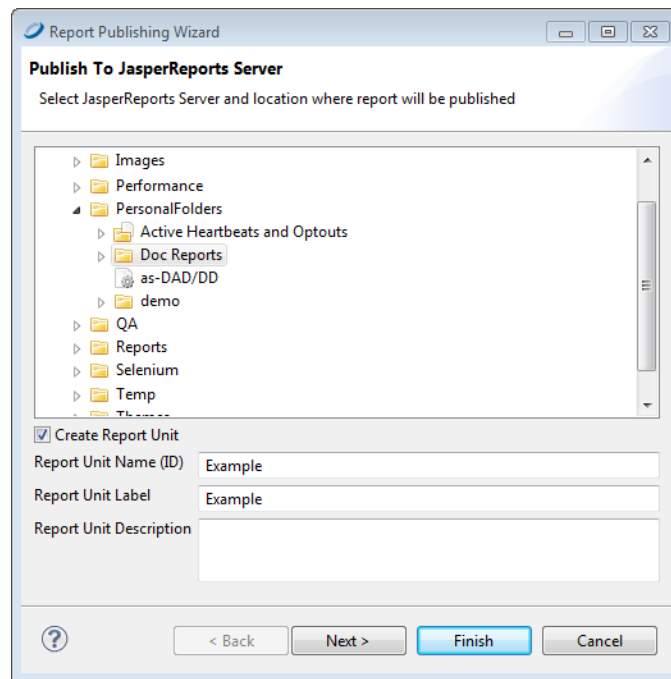 Report Publishing Wizard
Publish To JasperReports Server
Select JasperReports Server and location where report will be published
Images
Performance
PersonalFolders
Active Heartbeats and Optouts
Doc Reports
as-DAD/DD
demo
QA
Reports
Selenium
Temp
Create Report Unit
Report Unit Name (ID) Example
Report Unit Label Example
Report Unit Description
< Back Next > Finish Cancel